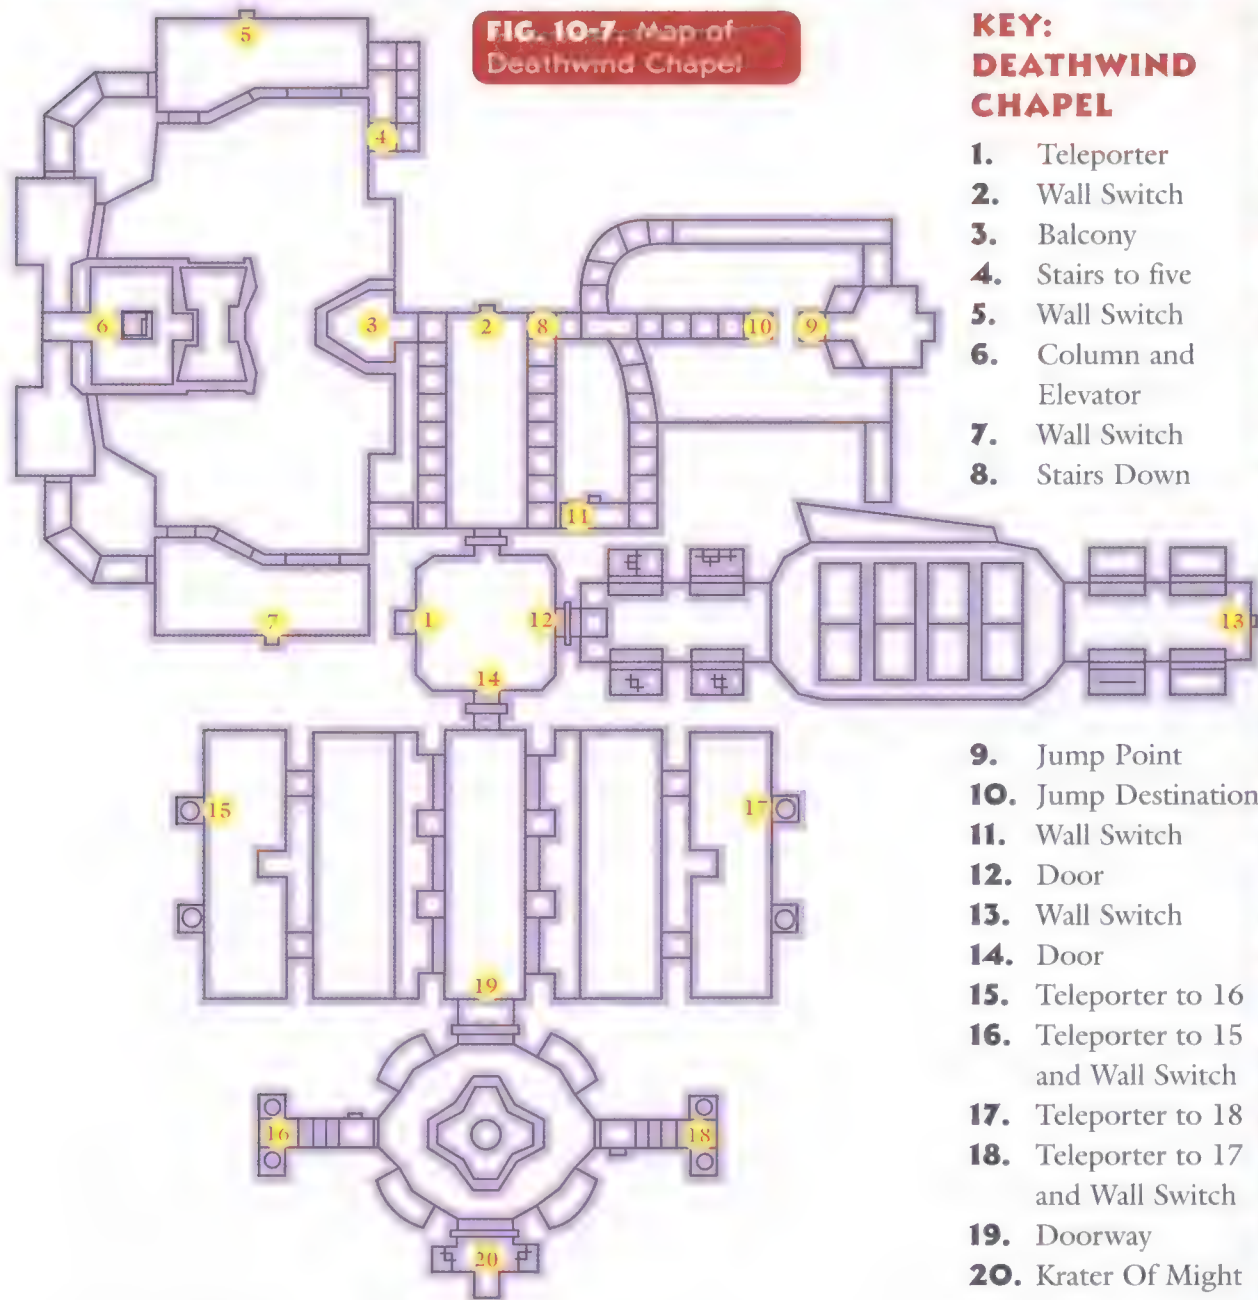 FIG. 10-7. Map of
Deathwind Chapel
KEY:
DEATHWIND
CHAPEL
1. Teleporter
2. Wall Switch
3. Balcony
4. Stairs to five
5. Wall Switch
6. Column and
Elevator
7. Wall Switch
8. Stairs Down
9. Jump Point
10. Jump Destination
11. Wall Switch
12. Door
13. Wall Switch
14. Door
15. Teleporter to 16
16. Teleporter to 15
and Wall Switch
17. Teleporter to 18
18. Teleporter to 17
and Wall Switch
19. Doorway
20. Krater Of Might
5
4
6
3
2
8
10
9
11
1
12
13
7
14
15
17
19
16
18
20